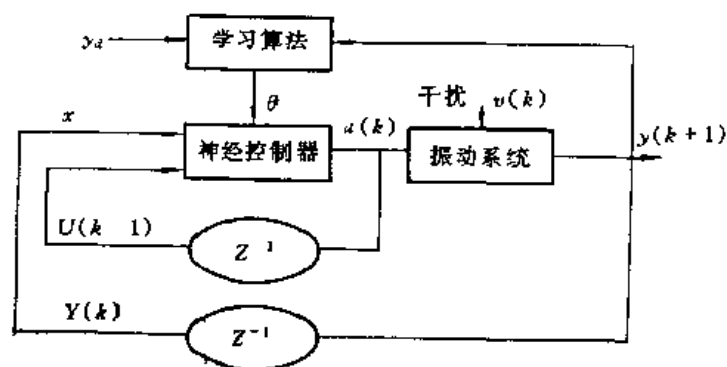 y_d
学习算法
θ
干扰
v(k)
x
d(k)
神经控制器
振动系统
y(k+1)
U(k 1)
Z⁻¹
Y(k)
Z⁻¹